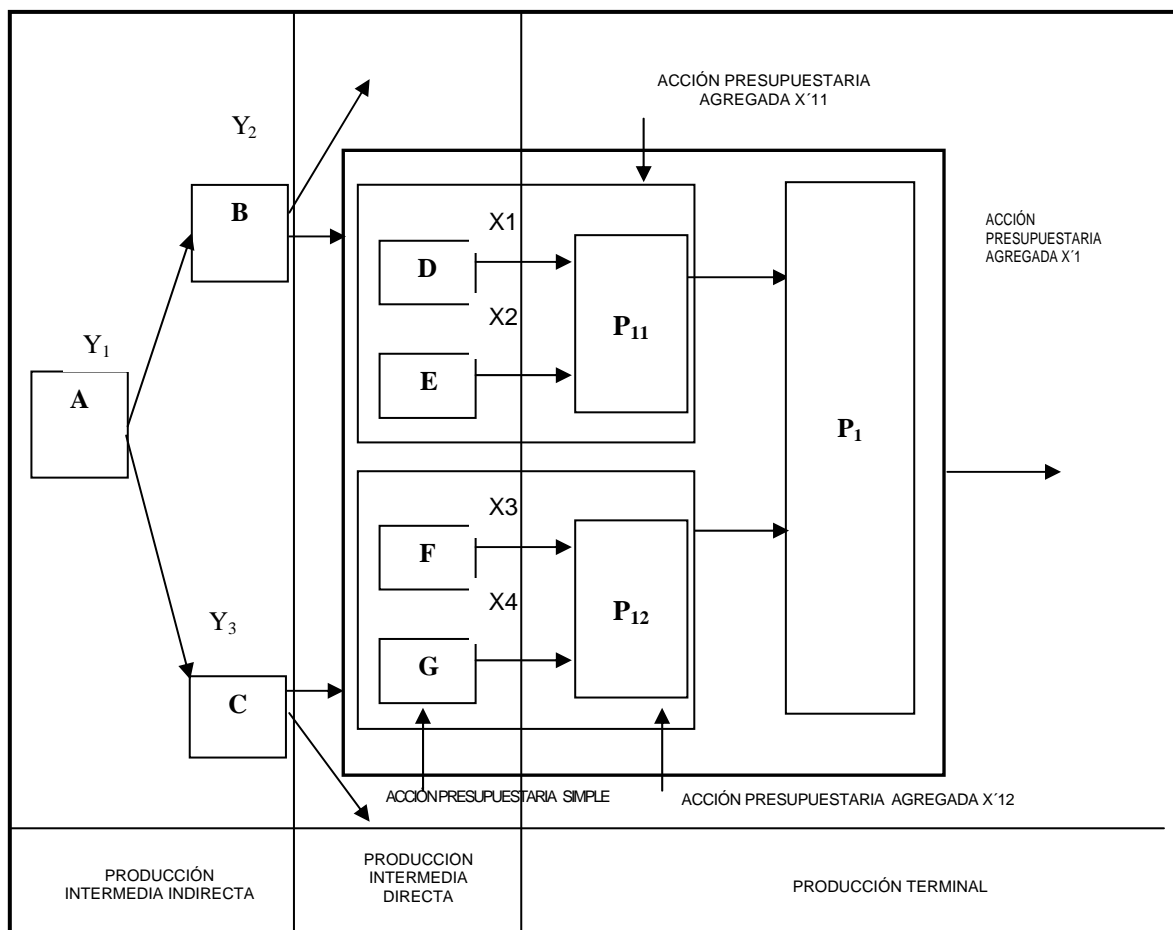 ACCIÓN PRESUPUESTARIA
AGREGADA X´11
Y₂
B
X1
D
ACCIÓN
PRESUPUESTARIA
AGREGADA X'1
X2
P₁₁
Y₁
E
A
P₁
X3
F
X4
P₁₂
Y₃
G
C
ACCIÓN PRESUPUESTARIA SIMPLE
ACCIÓN PRESUPUESTARIA AGREGADA X´12
PRODUCCIÓN
INTERMEDIA INDIRECTA
PRODUCCION
INTERMEDIA
DIRECTA
PRODUCCIÓN TERMINAL